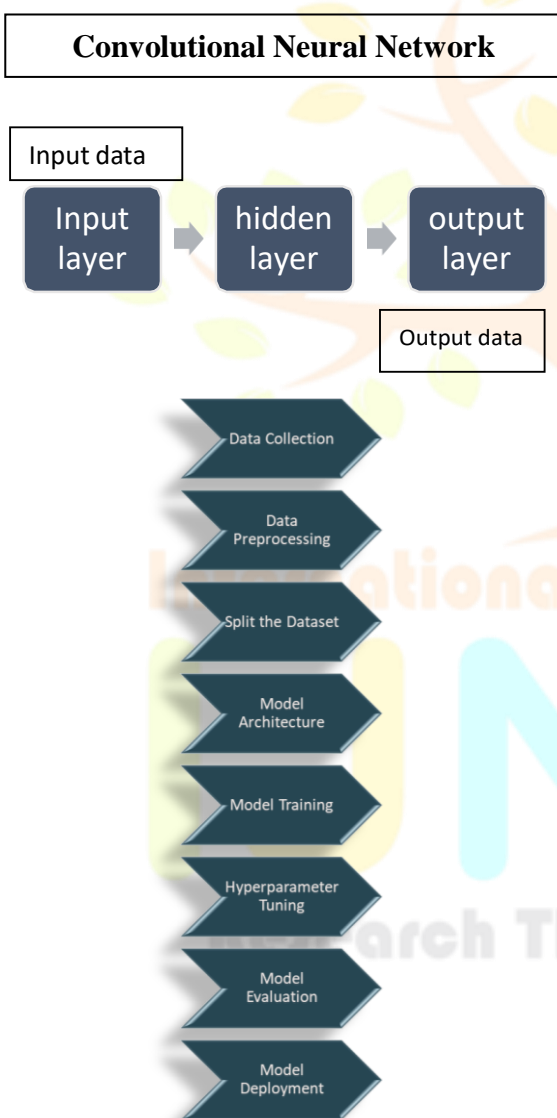 Convolutional Neural Network
Input data
Input
layer
hidden
layer
output
layer
Output data
Data Collection
Data
Preprocessing
Split the Dataset
Model
Architecture
Model Training
Hyperparameter
Tuning
Model
Evaluation
Model
Deployment